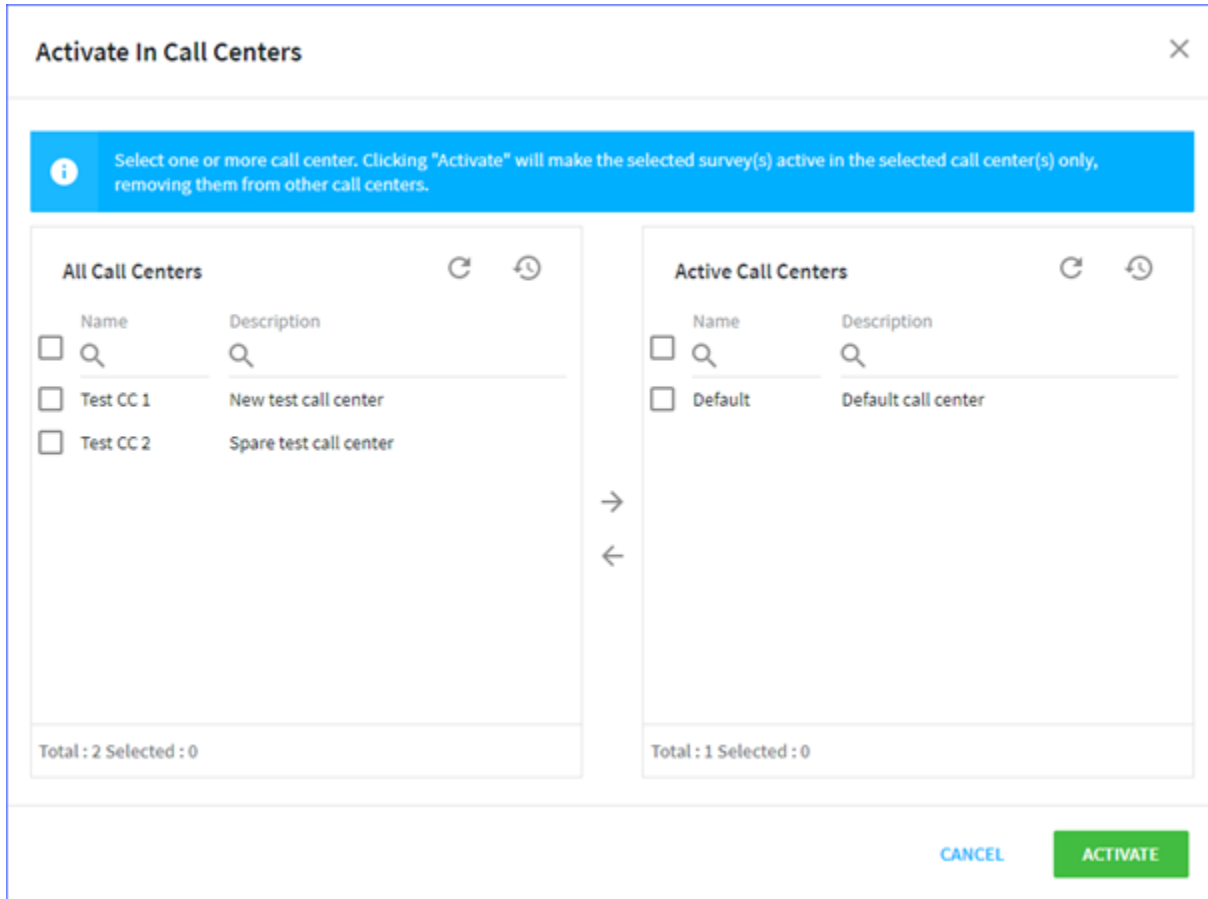 Activate In Call Centers
Select one or more call center. Clicking "Activate" will make the selected survey(s) active in the selected call center(s) only,
removing them from other call centers.
All Call Centers
Name Description
Test CC 1 New test call center
Test CC 2 Spare test call center
Total : 2 Selected : 0
Active Call Centers
Name Description
Default Default call center
Total : 1 Selected : 0
CANCEL ACTIVATE